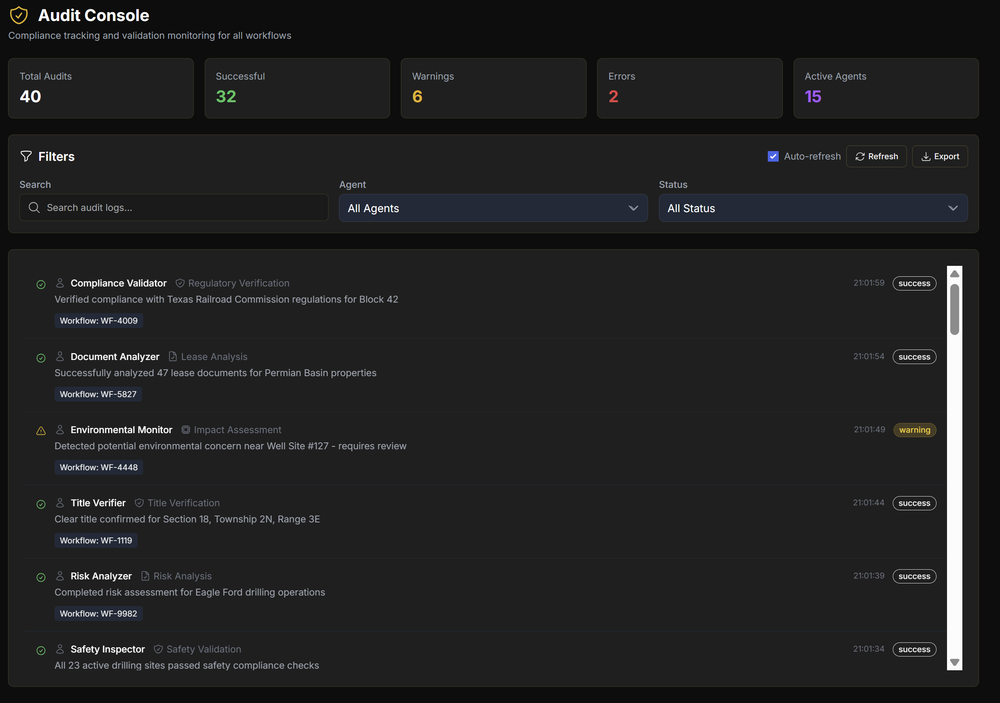 Audit Console
Compliance tracking and validation monitoring for all workflows
Total Audits
40
Successful
32
Warnings
6
Errors
2
Active Agents
15
Filters
Auto-refresh
Refresh
Export
Search
Search audit logs...
Agent
All Agents
Status
All Status
Compliance Validator Regulatory Verification 21:01:59 success
Verified compliance with Texas Railroad Commission regulations for Block 42
Workflow: WF-4009
Document Analyzer Lease Analysis 21:01:54 success
Successfully analyzed 47 lease documents for Permian Basin properties
Workflow: WF-5827
Environmental Monitor Impact Assessment 21:01:49 warning
Detected potential environmental concern near Well Site #127 - requires review
Workflow: WF-4448
Title Verifier Title Verification 21:01:44 success
Clear title confirmed for Section 18, Township 2N, Range 3E
Workflow: WF-1119
Risk Analyzer Risk Analysis 21:01:39 success
Completed risk assessment for Eagle Ford drilling operations
Workflow: WF-9982
Safety Inspector Safety Validation 21:01:34 success
All 23 active drilling sites passed safety compliance checks